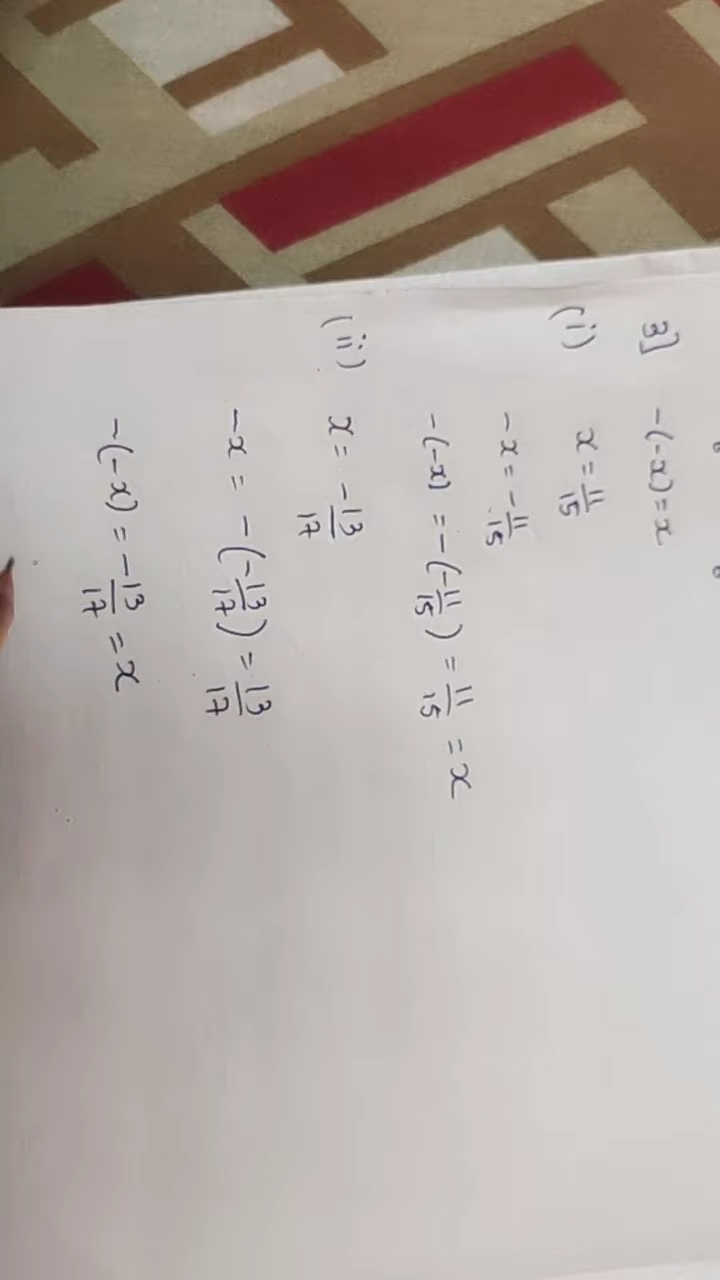 3] -(-x) = x
(i) x = 11/15
-x = -11/15
-(-x) = -(-11/15) = 11/15 = x
(ii) x = -13/17
-x = -(-13/17) = 13/17
-(-x) = -13/17 = x